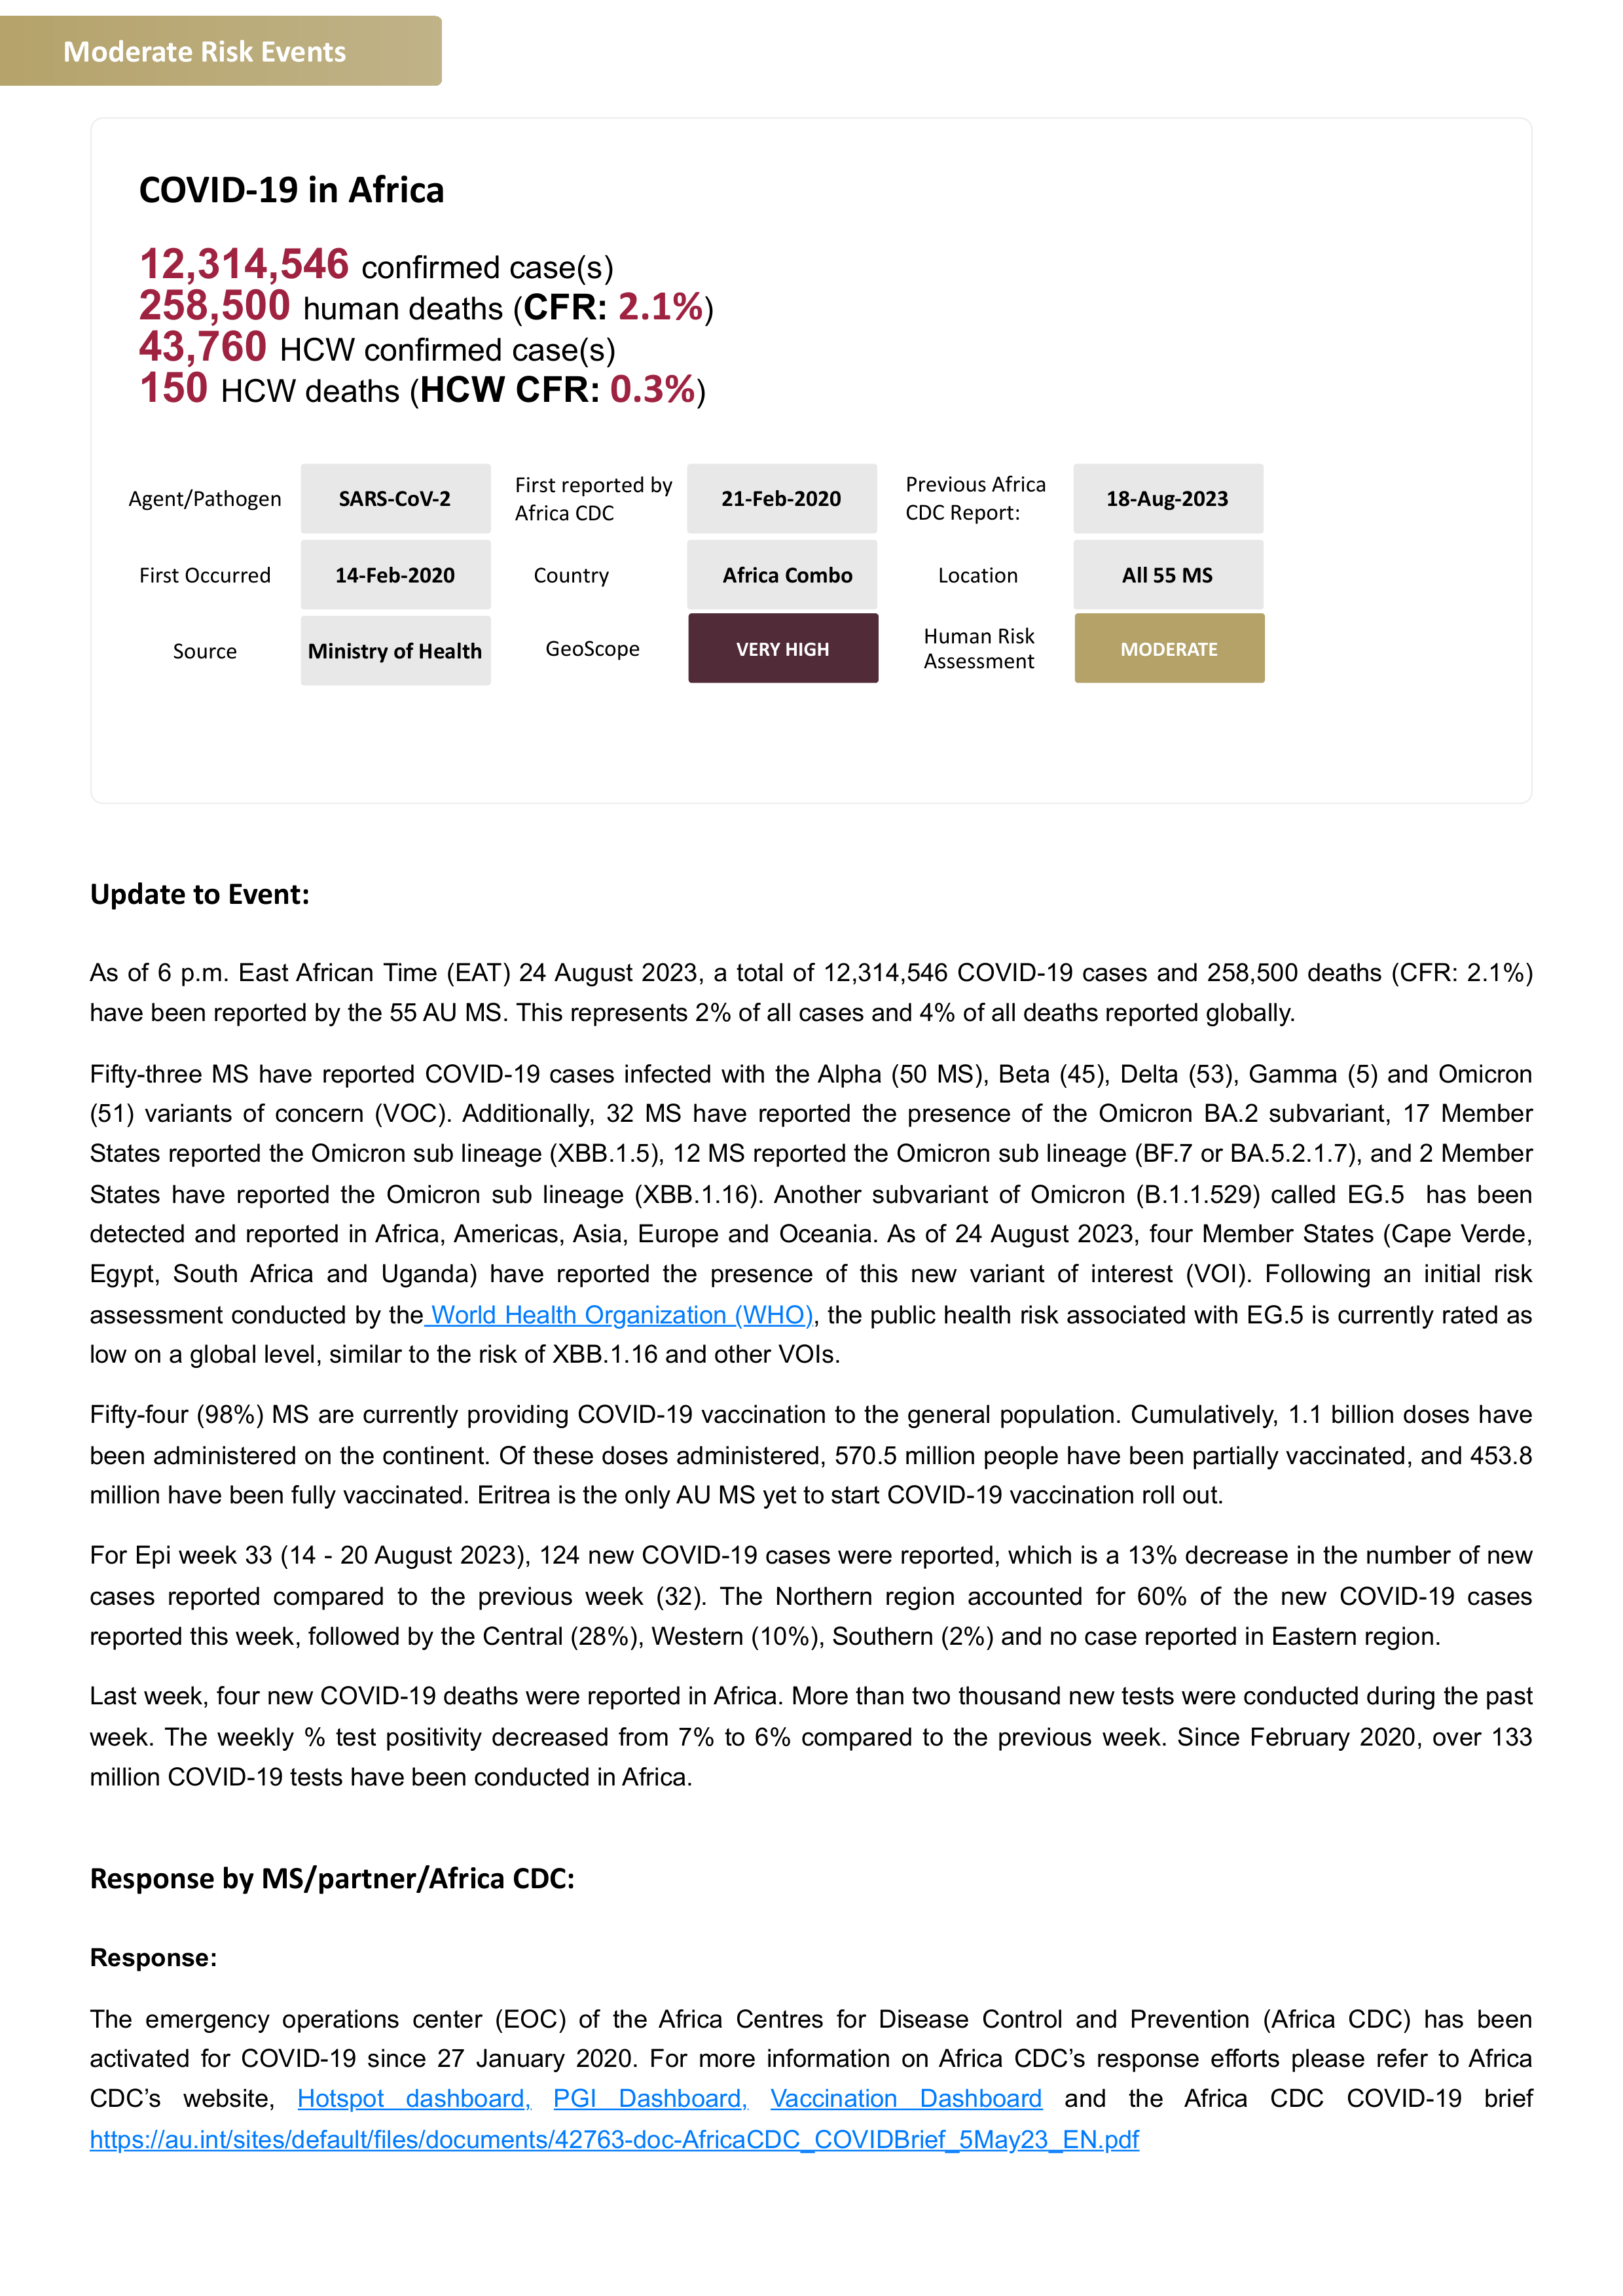 Moderate Risk Events
COVID-19 in Africa
12,314,546 confirmed case(s)
258,500 human deaths (CFR: 2.1%)
43,760 HCW confirmed case(s)
150 HCW deaths (HCW CFR: 0.3%)
Agent/Pathogen SARS-CoV-2 First reported by Africa CDC 21-Feb-2020 Previous Africa CDC Report: 18-Aug-2023
First Occurred 14-Feb-2020 Country Africa Combo Location All 55 MS
Source Ministry of Health GeoScope VERY HIGH Human Risk Assessment MODERATE
Update to Event:
As of 6 p.m. East African Time (EAT) 24 August 2023, a total of 12,314,546 COVID-19 cases and 258,500 deaths (CFR: 2.1%)
have been reported by the 55 AU MS. This represents 2% of all cases and 4% of all deaths reported globally.
Fifty-three MS have reported COVID-19 cases infected with the Alpha (50 MS), Beta (45), Delta (53), Gamma (5) and Omicron
(51) variants of concern (VOC). Additionally, 32 MS have reported the presence of the Omicron BA.2 subvariant, 17 Member
States reported the Omicron sub lineage (XBB.1.5), 12 MS reported the Omicron sub lineage (BF.7 or BA.5.2.1.7), and 2 Member
States have reported the Omicron sub lineage (XBB.1.16). Another subvariant of Omicron (B.1.1.529) called EG.5 has been
detected and reported in Africa, Americas, Asia, Europe and Oceania. As of 24 August 2023, four Member States (Cape Verde,
Egypt, South Africa and Uganda) have reported the presence of this new variant of interest (VOI). Following an initial risk
assessment conducted by the World Health Organization (WHO), the public health risk associated with EG.5 is currently rated as
low on a global level, similar to the risk of XBB.1.16 and other VOIs.
Fifty-four (98%) MS are currently providing COVID-19 vaccination to the general population. Cumulatively, 1.1 billion doses have
been administered on the continent. Of these doses administered, 570.5 million people have been partially vaccinated, and 453.8
million have been fully vaccinated. Eritrea is the only AU MS yet to start COVID-19 vaccination roll out.
For Epi week 33 (14 - 20 August 2023), 124 new COVID-19 cases were reported, which is a 13% decrease in the number of new
cases reported compared to the previous week (32). The Northern region accounted for 60% of the new COVID-19 cases
reported this week, followed by the Central (28%), Western (10%), Southern (2%) and no case reported in Eastern region.
Last week, four new COVID-19 deaths were reported in Africa. More than two thousand new tests were conducted during the past
week. The weekly % test positivity decreased from 7% to 6% compared to the previous week. Since February 2020, over 133
million COVID-19 tests have been conducted in Africa.
Response by MS/partner/Africa CDC:
Response:
The emergency operations center (EOC) of the Africa Centres for Disease Control and Prevention (Africa CDC) has been
activated for COVID-19 since 27 January 2020. For more information on Africa CDC’s response efforts please refer to Africa
CDC’s website, Hotspot dashboard, PGI Dashboard, Vaccination Dashboard and the Africa CDC COVID-19 brief
https://au.int/sites/default/files/documents/42763-doc-AfricaCDC_COVIDBrief_5May23_EN.pdf